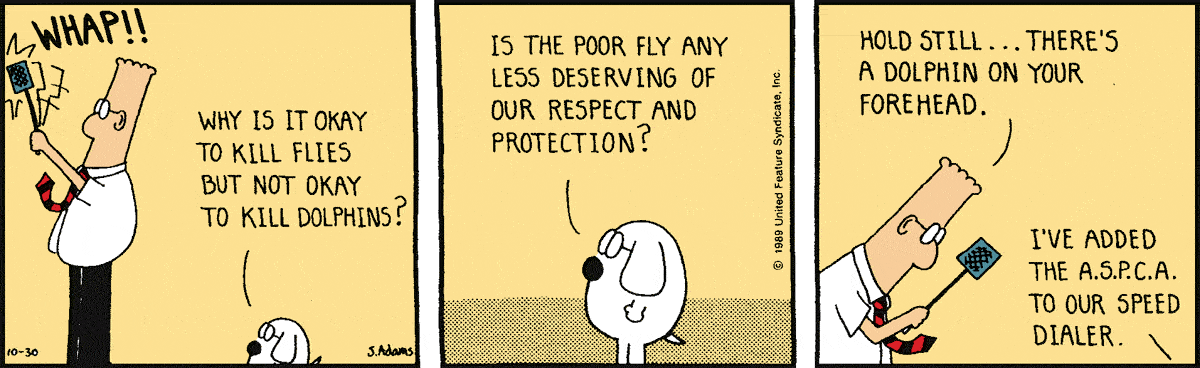 WHAP!!
WHY IS IT OKAY
TO KILL FLIES
BUT NOT OKAY
TO KILL DOLPHINS?
10-30
S.Adams
IS THE POOR FLY ANY
LESS DESERVING OF
OUR RESPECT AND
PROTECTION?
© 1989 United Feature Syndicate, Inc.
HOLD STILL... THERE'S
A DOLPHIN ON YOUR
FOREHEAD.
I'VE ADDED
THE A.S.P.C.A.
TO OUR SPEED
DIALER.